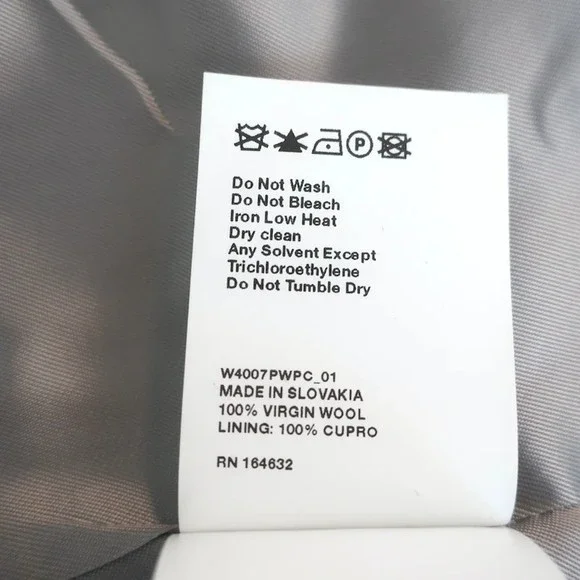 P
Do Not Wash
Do Not Bleach
Iron Low Heat
Dry clean
Any Solvent Except
Trichloroethylene
Do Not Tumble Dry
W4007PWPC_01
MADE IN SLOVAKIA
100% VIRGIN WOOL
LINING: 100% CUPRO
RN 164632